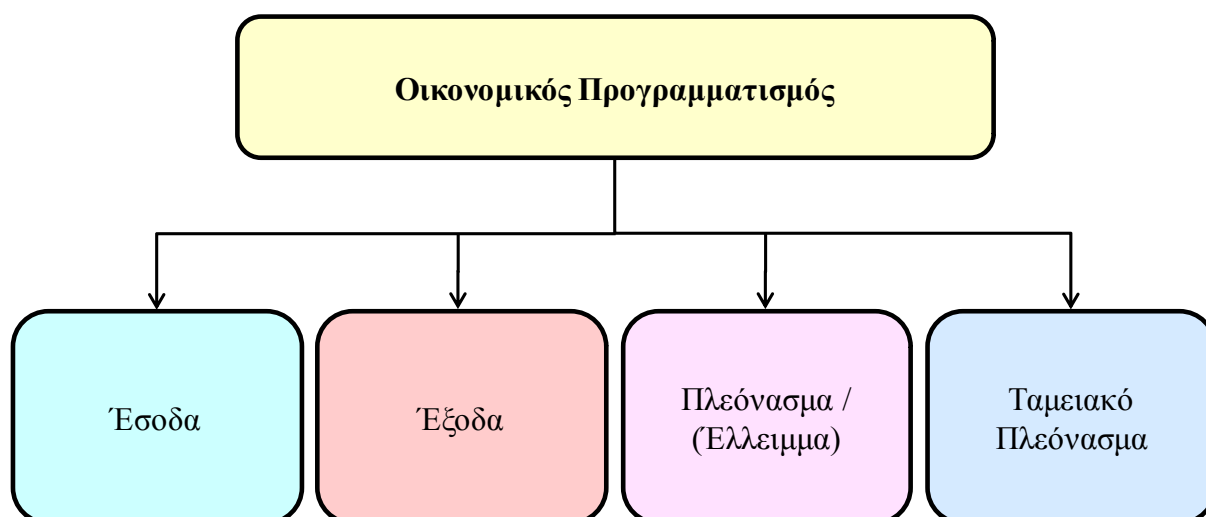 Οικονομικός Προγραμματισμός
Έσοδα
Έξοδα
Πλεόνασμα /
(Έλλειμμα)
Ταμειακό
Πλεόνασμα